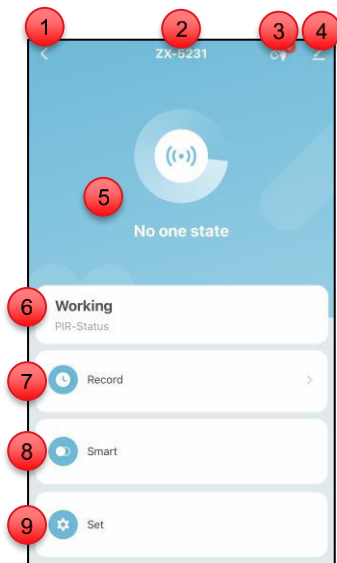 1
2
3
4
ZX-5231
5
No one state
6
Working
PIR-Status
7
Record
8
Smart
9
Set